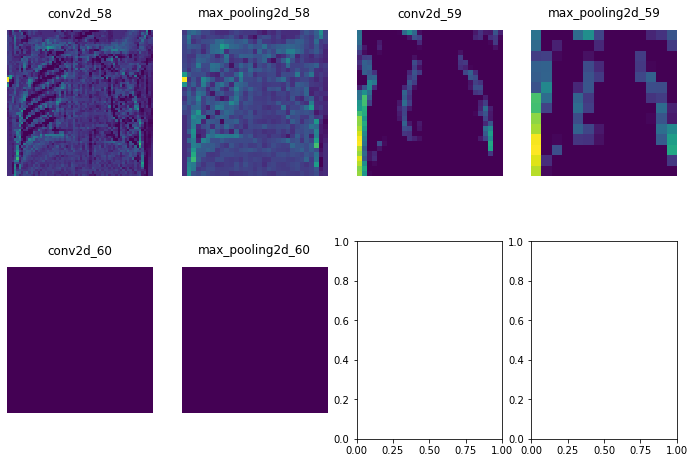 conv2d_58 max_pooling2d_58 conv2d_59 max_pooling2d_59
conv2d_60 max_pooling2d_60
1.0 1.0
0.8 0.8
0.6 0.6
0.4 0.4
0.2 0.2
0.0 0.0
0.00 0.25 0.50 0.75 1.00 0.00 0.25 0.50 0.75 1.00